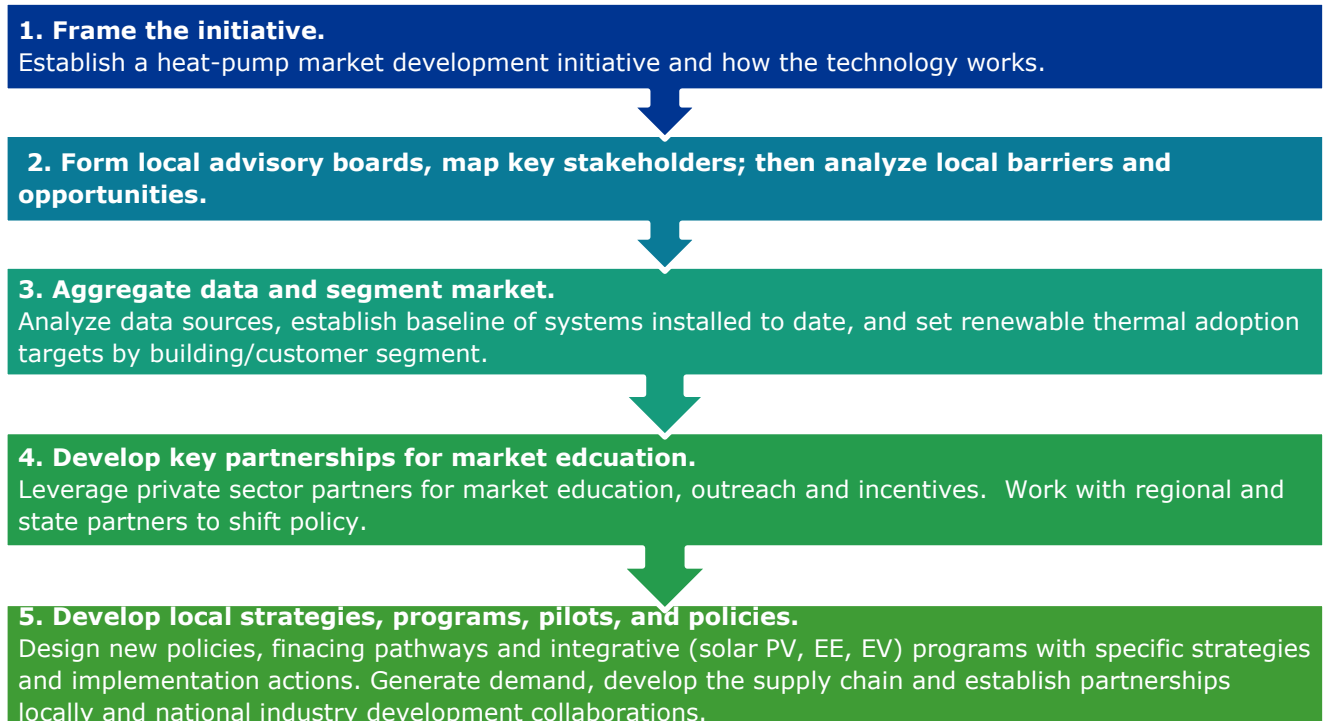 1. Frame the initiative.
Establish a heat-pump market development initiative and how the technology works.
2. Form local advisory boards, map key stakeholders; then analyze local barriers and
opportunities.
3. Aggregate data and segment market.
Analyze data sources, establish baseline of systems installed to date, and set renewable thermal adoption
targets by building/customer segment.
4. Develop key partnerships for market edcuation.
Leverage private sector partners for market education, outreach and incentives.  Work with regional and
state partners to shift policy.
5. Develop local strategies, programs, pilots, and policies.
Design new policies, finacing pathways and integrative (solar PV, EE, EV) programs with specific strategies
and implementation actions. Generate demand, develop the supply chain and establish partnerships
locally and national industry development collaborations.